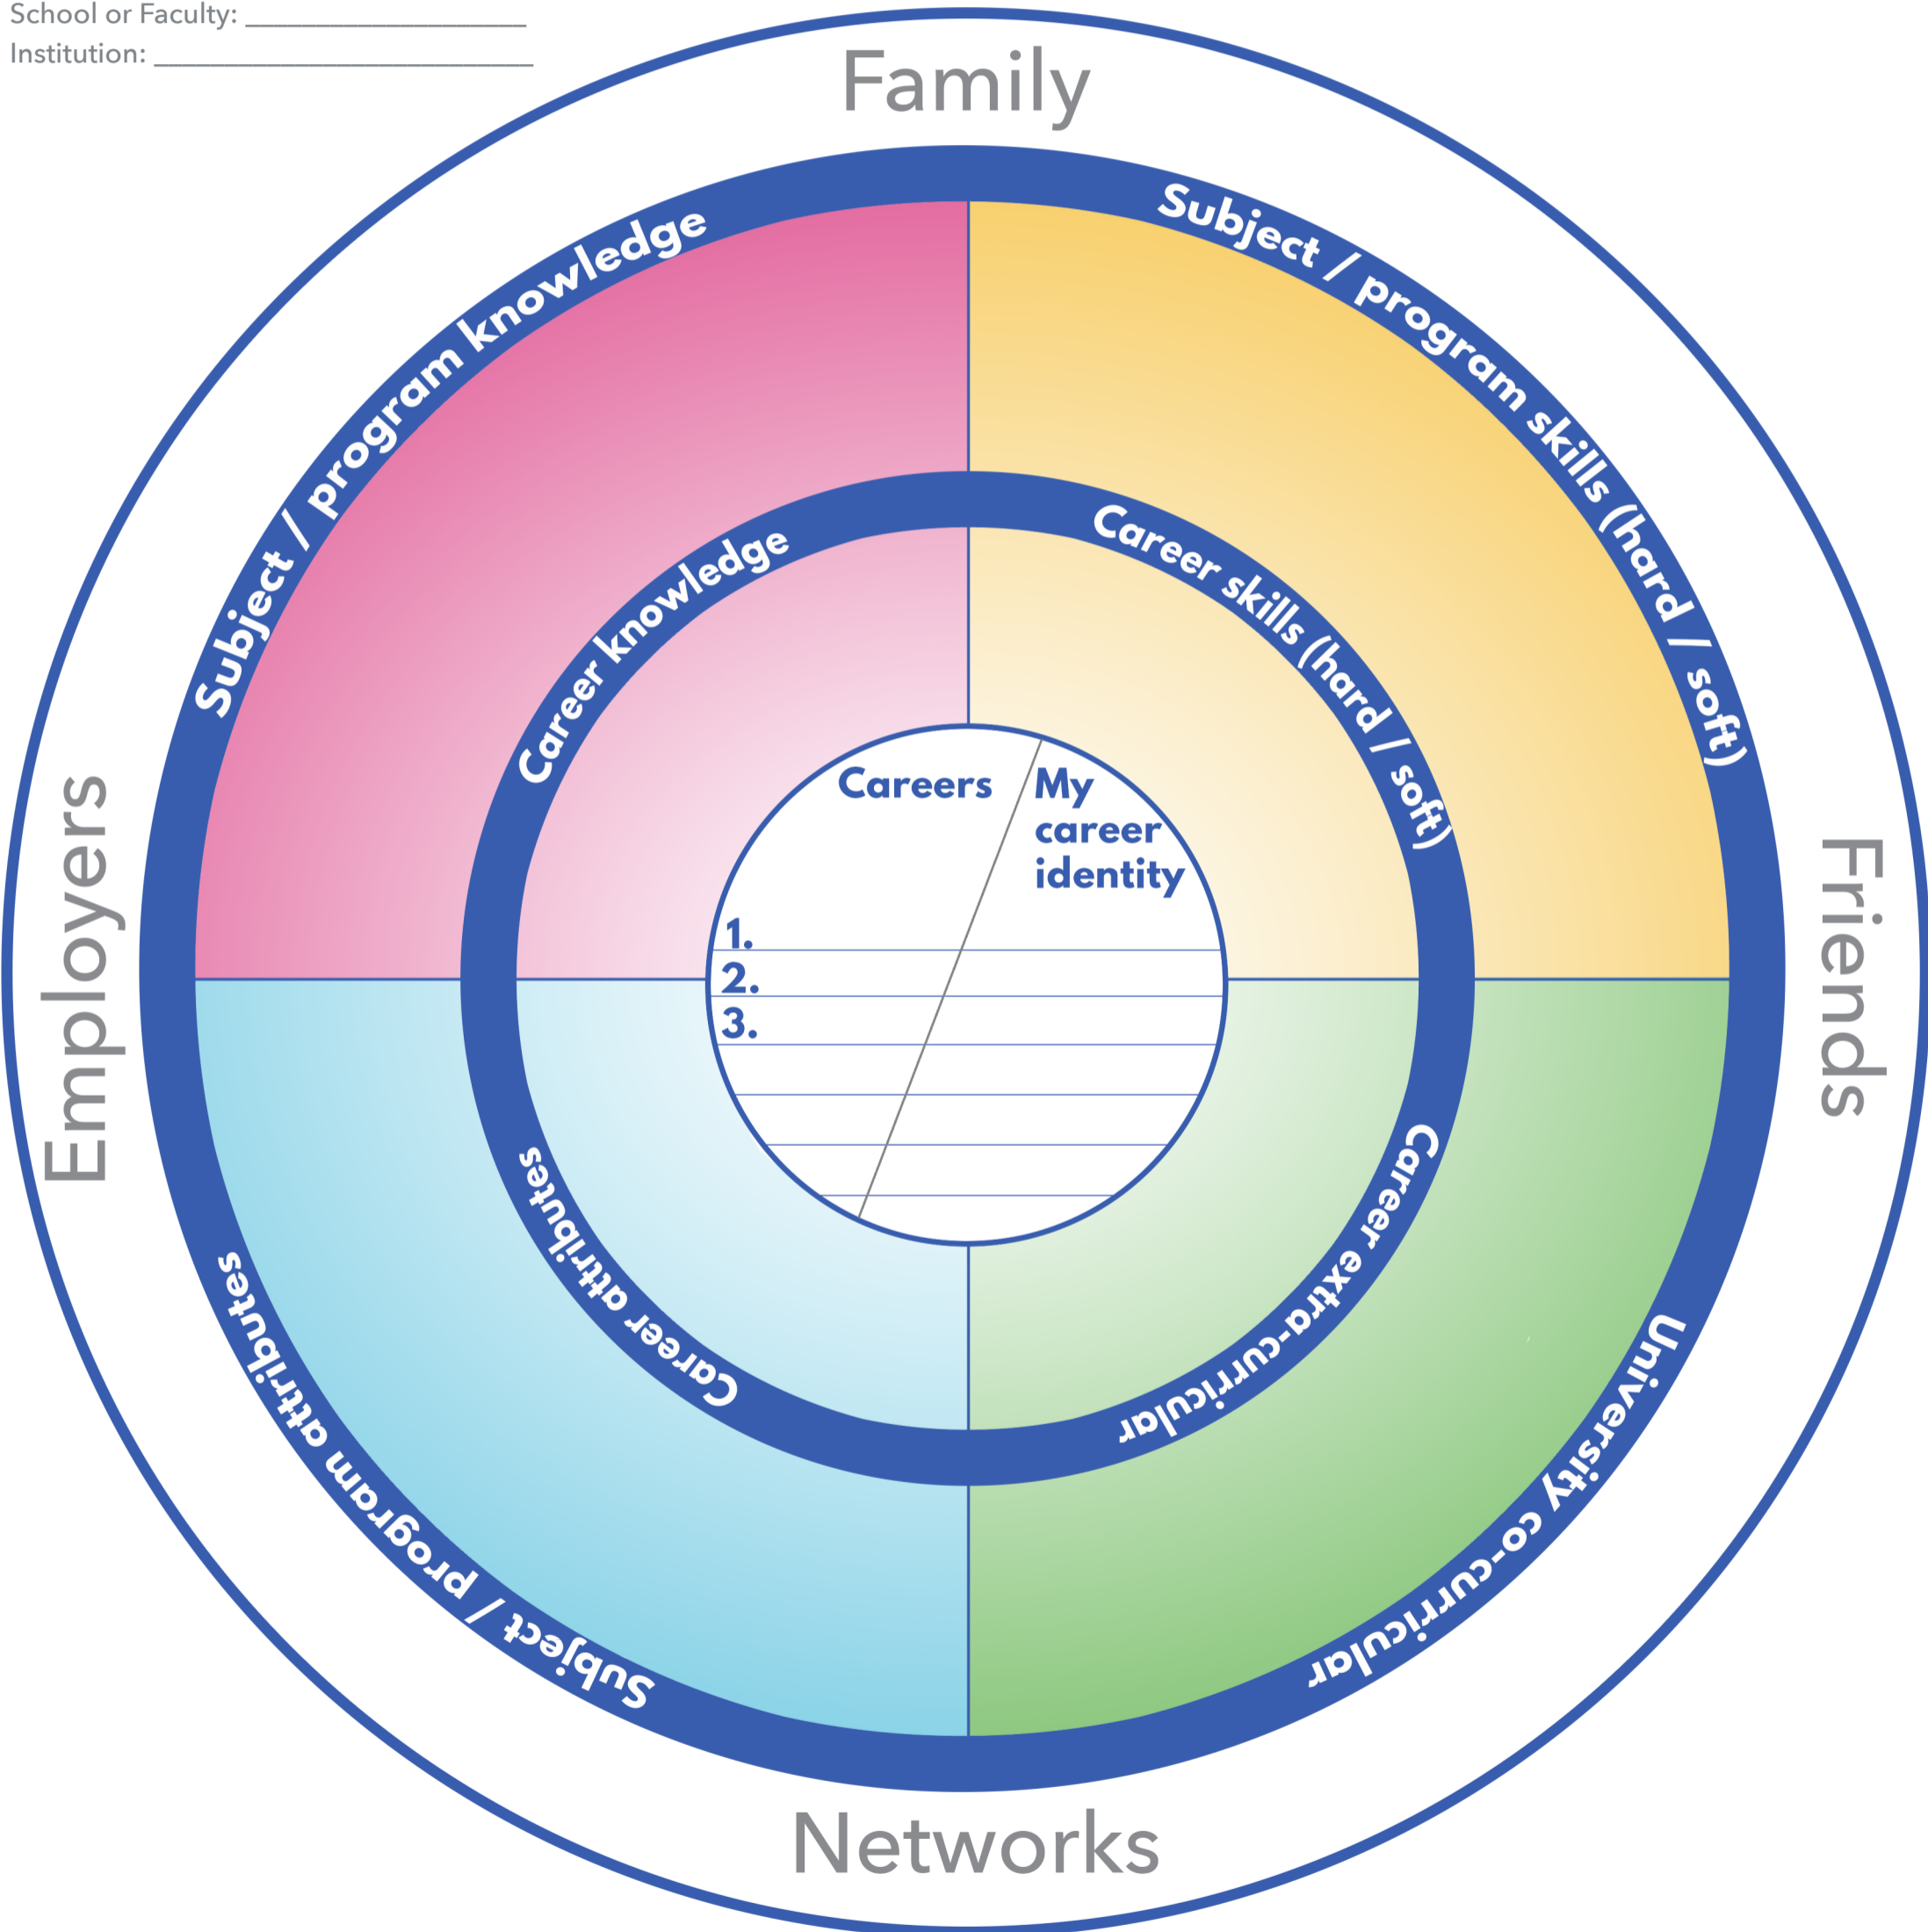 School or Faculty:
Institution:
Family
Subject / program knowledge
Subject / program skills (hard / soft)
Career knowledge
Career skills (hard / soft)
Careers
My
career
identity
1.
2.
3.
Employers
Friends
Career attributes
Career extra-curricular
Subject / program attributes
University co-curricular
Networks